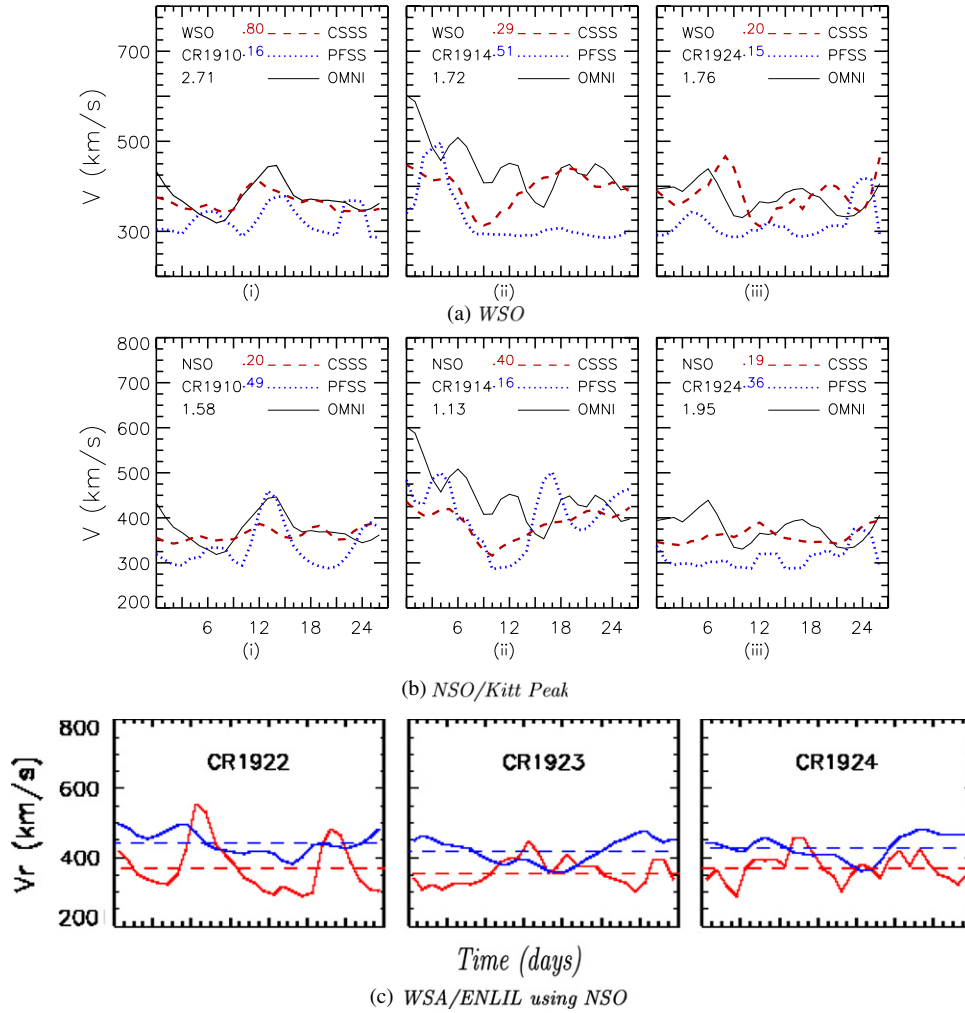 WSO .80 CSSS
CR1910 .16 PFSS
2.71 OMNI
WSO .29 CSSS
CR1914 .51 PFSS
1.72 OMNI
WSO .20 CSSS
CR1924 .15 PFSS
1.76 OMNI
V (km/s)
700
500
300
(i) (ii) (iii)
(a) WSO
NSO .20 CSSS
CR1910 .49 PFSS
1.58 OMNI
NSO .40 CSSS
CR1914 .16 PFSS
1.13 OMNI
NSO .19 CSSS
CR1924 .36 PFSS
1.95 OMNI
V (km/s)
800
700
600
500
400
300
200
6 12 18 24 6 12 18 24 6 12 18 24
(i) (ii) (iii)
(b) NSO/Kitt Peak
Vr (km/s)
800
600
400
200
CR1922 CR1923 CR1924
Time (days)
(c) WSA/ENLIL using NSO